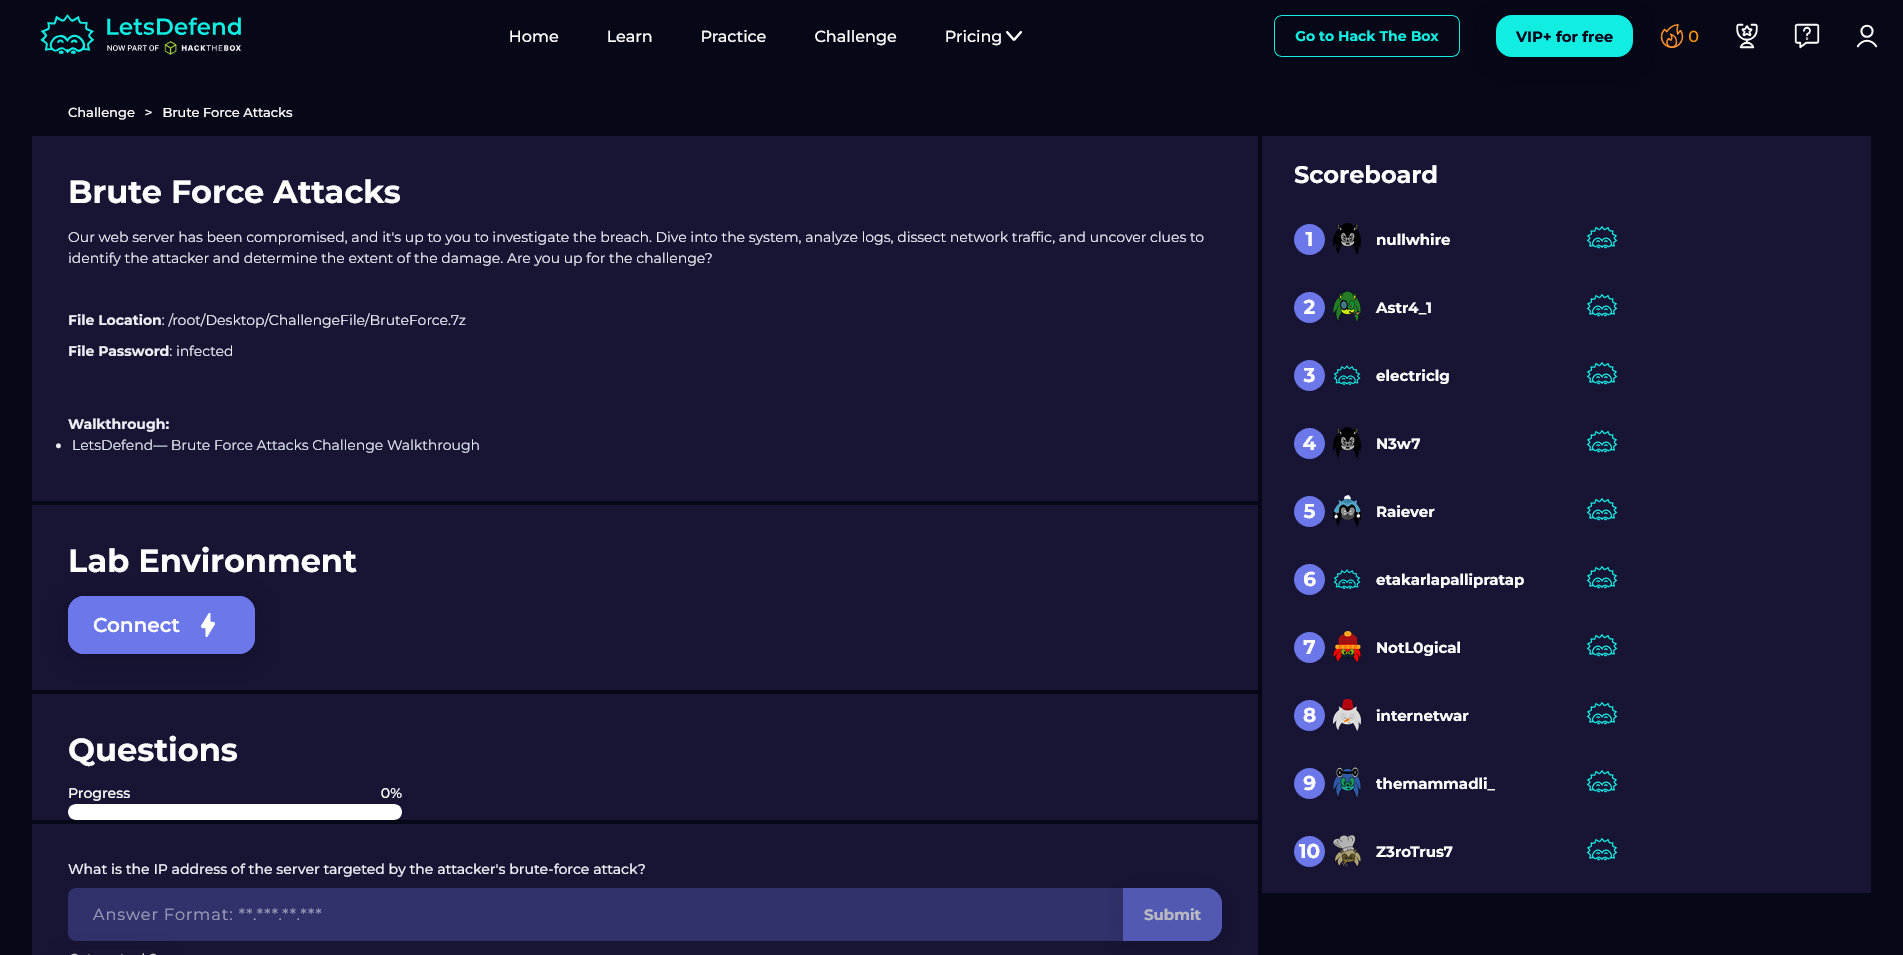 LetsDefend
NOW PART OF HACKTHEBOX
Home
Learn
Practice
Challenge
Pricing
Go to Hack The Box
VIP+ for free
0
Challenge > Brute Force Attacks
Brute Force Attacks
Our web server has been compromised, and it's up to you to investigate the breach. Dive into the system, analyze logs, dissect network traffic, and uncover clues to
identify the attacker and determine the extent of the damage. Are you up for the challenge?
File Location: /root/Desktop/ChallengeFile/BruteForce.7z
File Password: infected
Walkthrough:
• LetsDefend— Brute Force Attacks Challenge Walkthrough
Lab Environment
Connect
Questions
Progress 0%
What is the IP address of the server targeted by the attacker's brute-force attack?
Answer Format: **.***.**.***
Submit
Scoreboard
1 nullwhire
2 Astr4_1
3 electriclg
4 N3w7
5 Raiever
6 etakarlapallipratap
7 NotL0gical
8 internetwar
9 themammadli_
10 Z3roTrus7